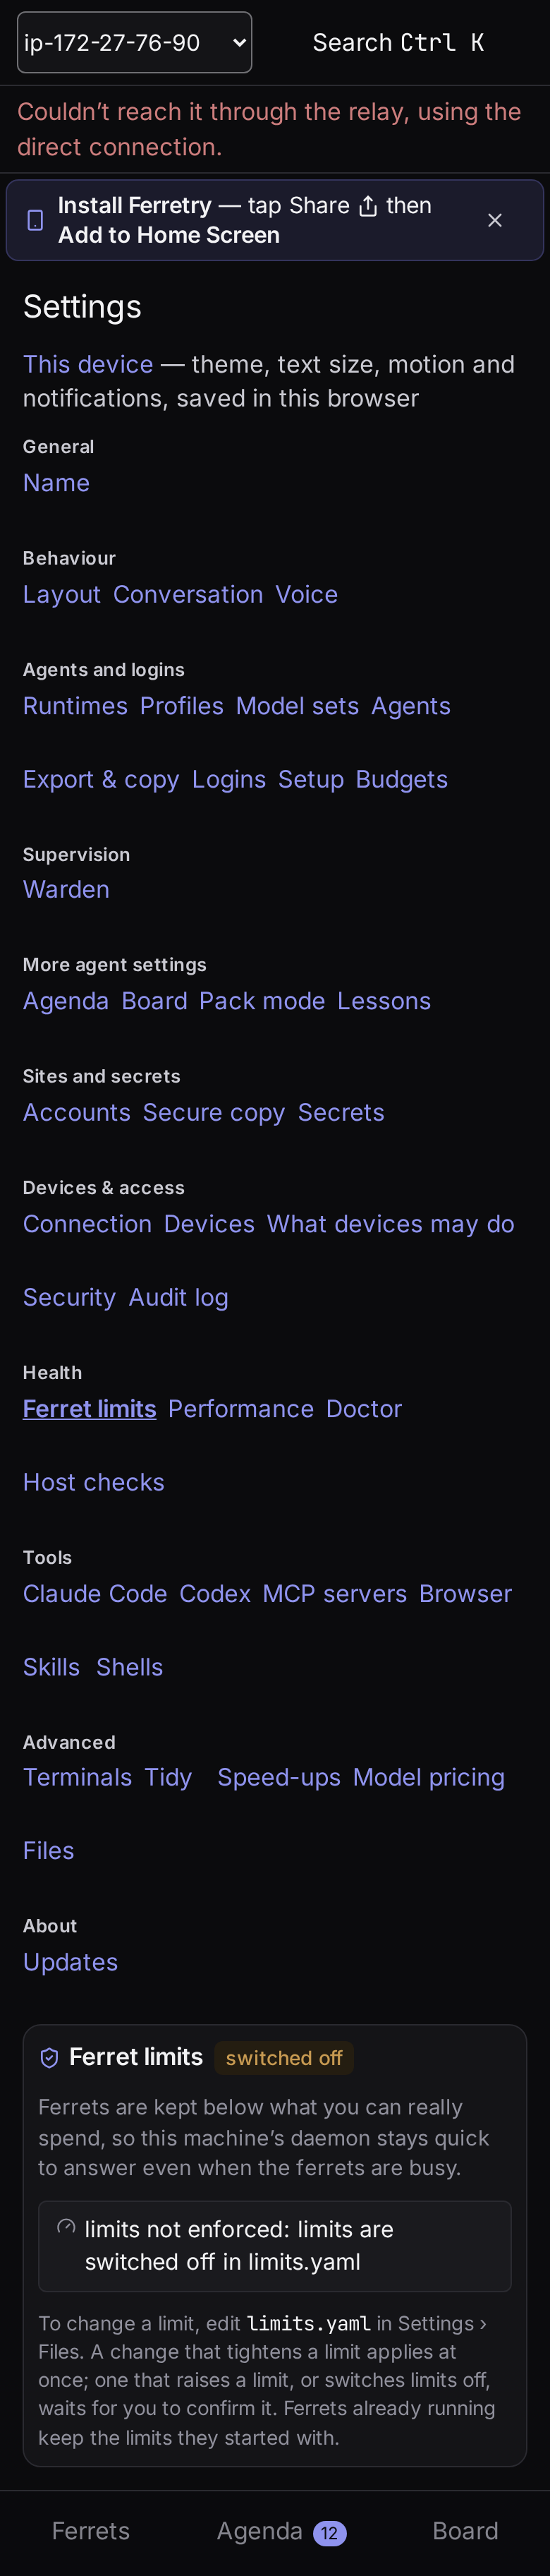 ip-172-27-76-90
Search Ctrl K
Couldn’t reach it through the relay, using the
direct connection.
Install Ferretry — tap Share then
Add to Home Screen
Settings
This device — theme, text size, motion and
notifications, saved in this browser
General
Name
Behaviour
Layout Conversation Voice
Agents and logins
Runtimes Profiles Model sets Agents
Export & copy Logins Setup Budgets
Supervision
Warden
More agent settings
Agenda Board Pack mode Lessons
Sites and secrets
Accounts Secure copy Secrets
Devices & access
Connection Devices What devices may do
Security Audit log
Health
Ferret limits Performance Doctor
Host checks
Tools
Claude Code Codex MCP servers Browser
Skills Shells
Advanced
Terminals Tidy Speed-ups Model pricing
Files
About
Updates
Ferret limits switched off
Ferrets are kept below what you can really
spend, so this machine’s daemon stays quick
to answer even when the ferrets are busy.
limits not enforced: limits are
switched off in limits.yaml
To change a limit, edit limits.yaml in Settings ›
Files. A change that tightens a limit applies at
once; one that raises a limit, or switches limits off,
waits for you to confirm it. Ferrets already running
keep the limits they started with.
Ferrets Agenda 12 Board